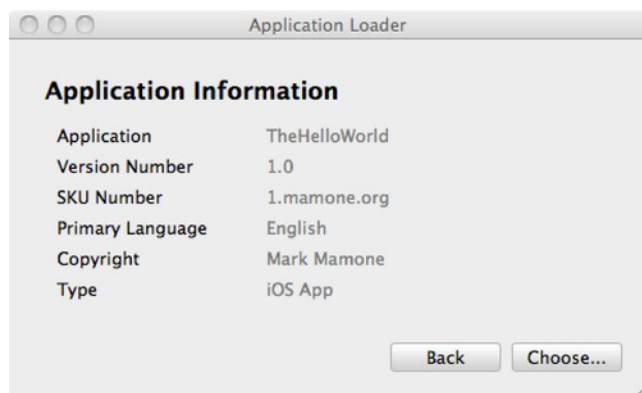 Application Loader
Application Information
Application TheHelloWorld
Version Number 1.0
SKU Number 1.mamone.org
Primary Language English
Copyright Mark Mamone
Type iOS App
Back Choose...